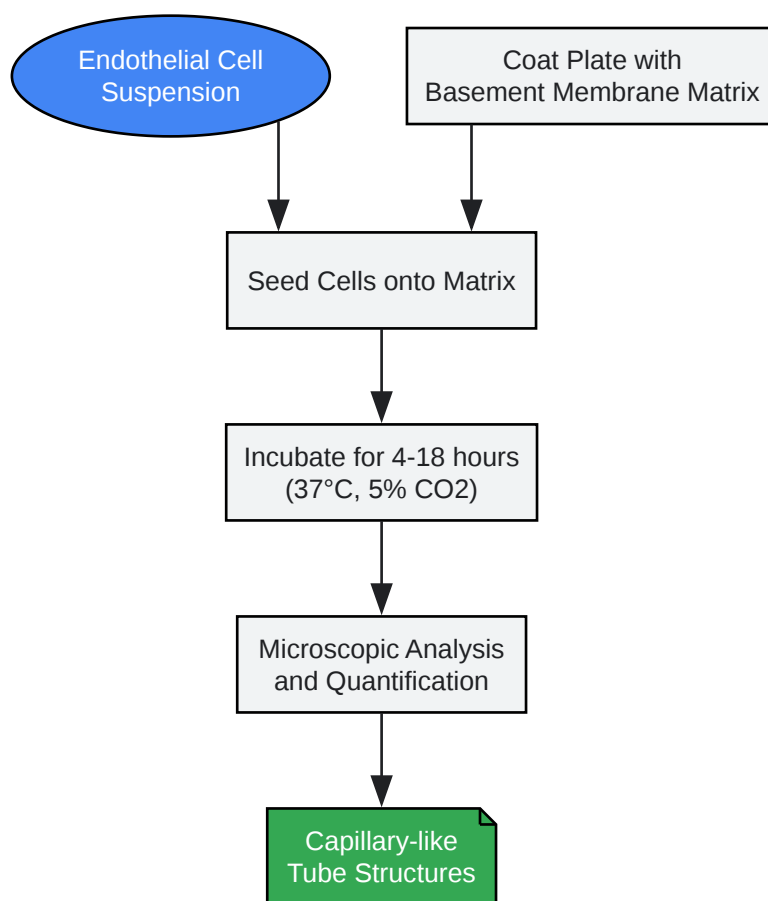 Endothelial Cell
Suspension
Coat Plate with
Basement Membrane Matrix
Seed Cells onto Matrix
Incubate for 4-18 hours
(37°C, 5% CO2)
Microscopic Analysis
and Quantification
Capillary-like
Tube Structures